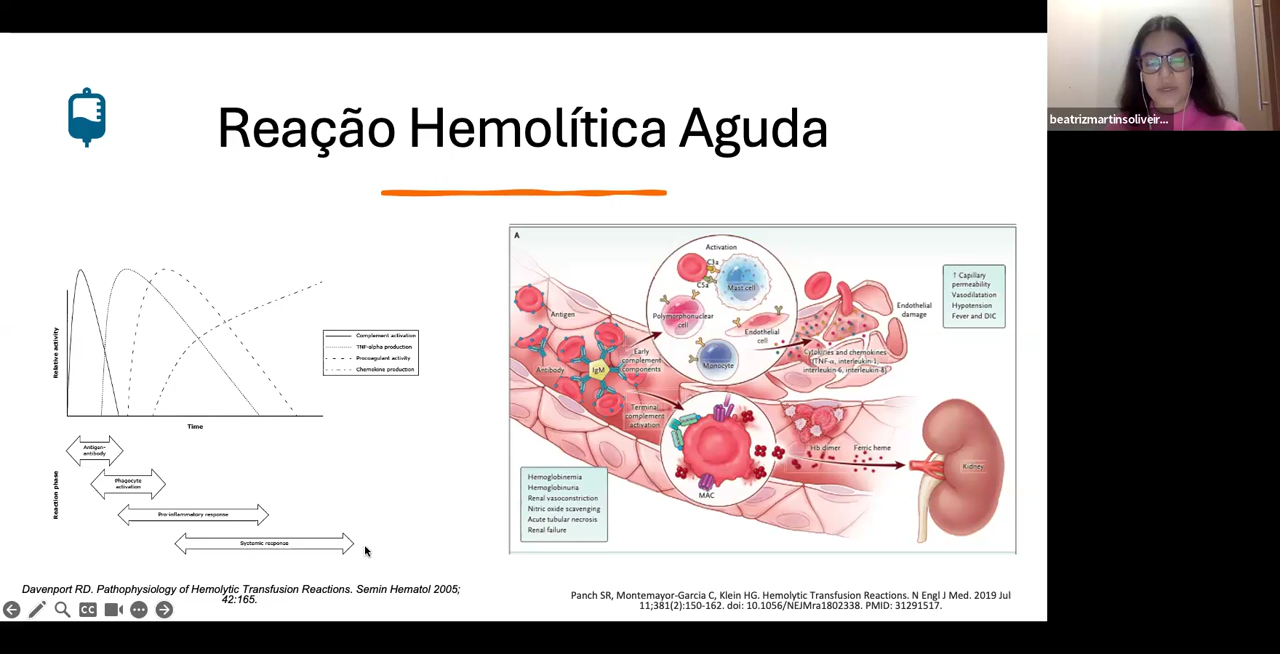 Reação Hemolítica Aguda
beatrizmartinsoliveir...
Relative activity
Complement activation
TNF-alpha production
Procoagulant activity
Chemokine production
Time
Reaction phase
Antigen-
antibody
Phagocyte
activation
Pro-inflammatory response
Systemic response
Davenport RD. Pathophysiology of Hemolytic Transfusion Reactions. Semin Hematol 2005;
42:165.
A
Activation
C3a
C5a
Mast cell
Polymorphonuclear
cell
Endothelial
cell
Monocyte
Antigen
Antibody
IgM
Early
complement
components
Terminal
complement
activation
MAC
Cytokines and chemokines
(TNF-α, interleukin-1,
interleukin-6, interleukin-8)
Endothelial
damage
↑ Capillary
permeability
Vasodilatation
Hypotension
Fever and DIC
Hb dimer
Ferric heme
Kidney
Hemoglobinemia
Hemoglobinuria
Renal vasoconstriction
Nitric oxide scavenging
Acute tubular necrosis
Renal failure
Panch SR, Montemayor-Garcia C, Klein HG. Hemolytic Transfusion Reactions. N Engl J Med. 2019 Jul
11;381(2):150-162. doi: 10.1056/NEJMra1802338. PMID: 31291517.
CC